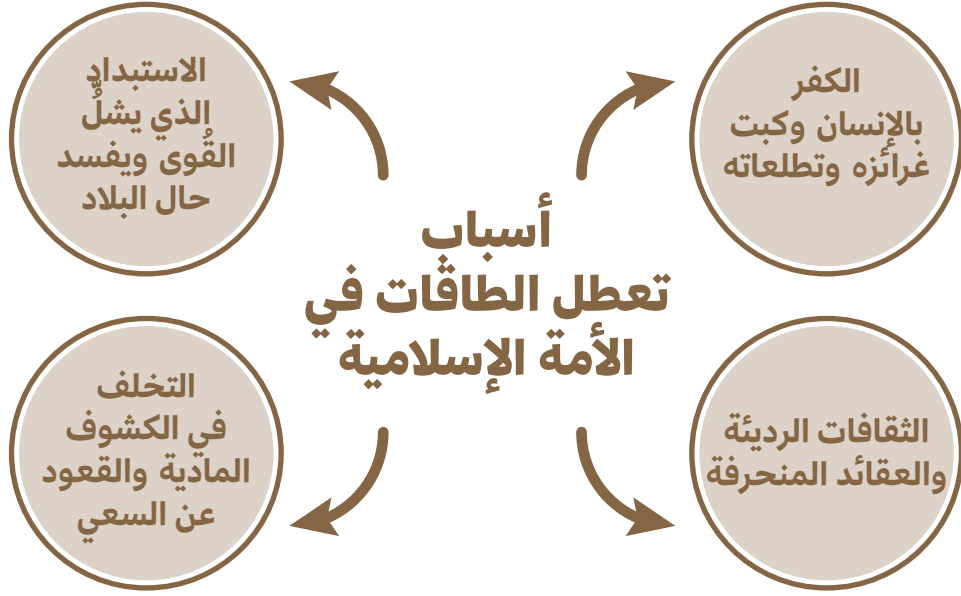 أسباب
تعطل الطاقات في
الأمة الإسلامية
الكفر
بالإنسان وكبت
غرائزه وتطلعاته
الاستبداد
الذي يشلُّ
القُوى ويفسد
حال البلاد
الثقافات الرديئة
والعقائد المنحرفة
التخلف
في الكشوف
المادية والقعود
عن السعي